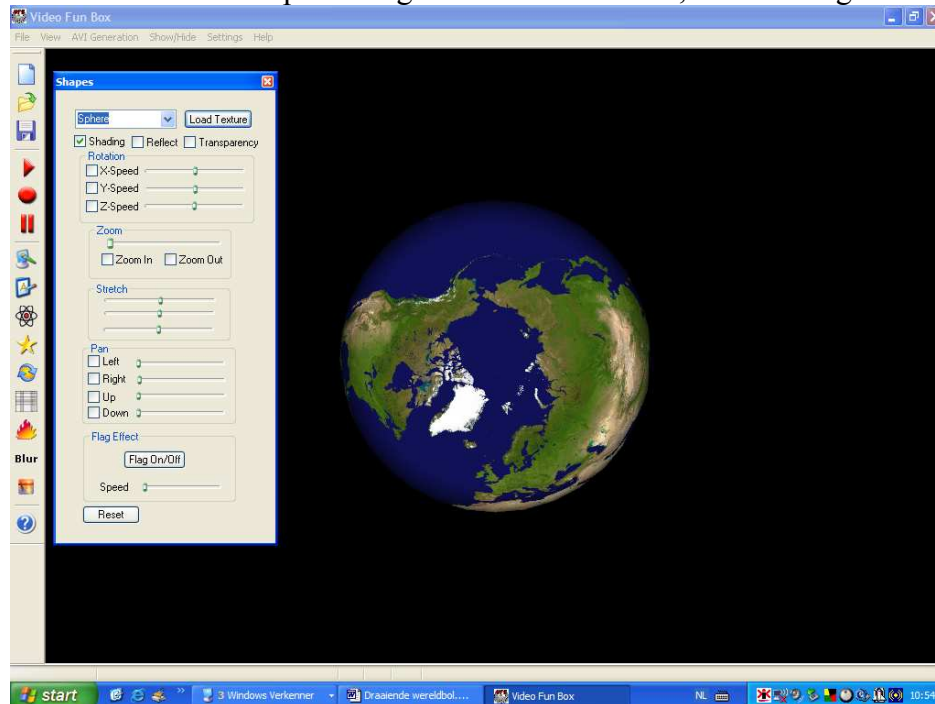 Video Fun Box
File View AVI Generation Show/Hide Settings Help
Shapes
Sphere Load Texture
Shading Reflect Transparency
Rotation
X-Speed
Y-Speed
Z-Speed
Zoom
Zoom In Zoom Out
Stretch
Pan
Left
Right
Up
Down
Flag Effect
Flag On/Off
Speed
Reset
Blur
start 3 Windows Verkenner Draaiende wereldbol.... Video Fun Box NL 10:54